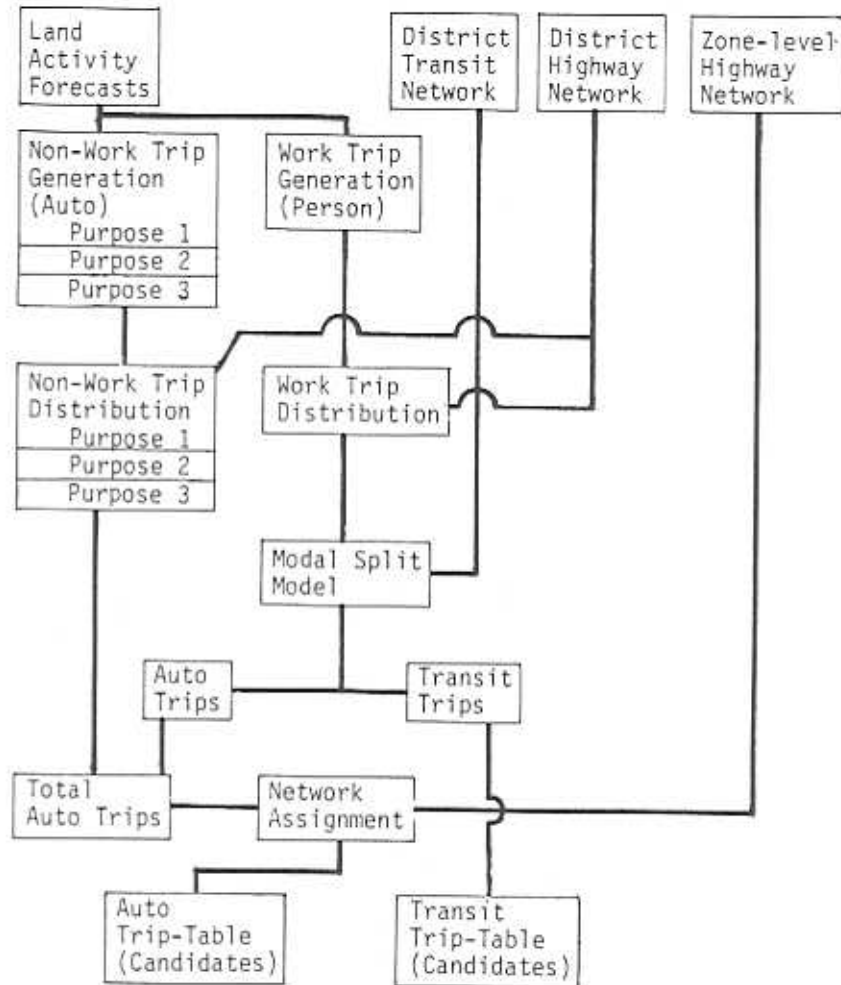 Land
Activity
Forecasts
District
Transit
Network
District
Highway
Network
Zone-level
Highway
Network
Non-Work Trip
Generation
(Auto)
Purpose 1
Purpose 2
Purpose 3
Work Trip
Generation
(Person)
Non-Work Trip
Distribution
Purpose 1
Purpose 2
Purpose 3
Work Trip
Distribution
Modal Split
Model
Auto
Trips
Transit
Trips
Total
Auto Trips
Network
Assignment
Auto
Trip-Table
(Candidates)
Transit
Trip-Table
(Candidates)